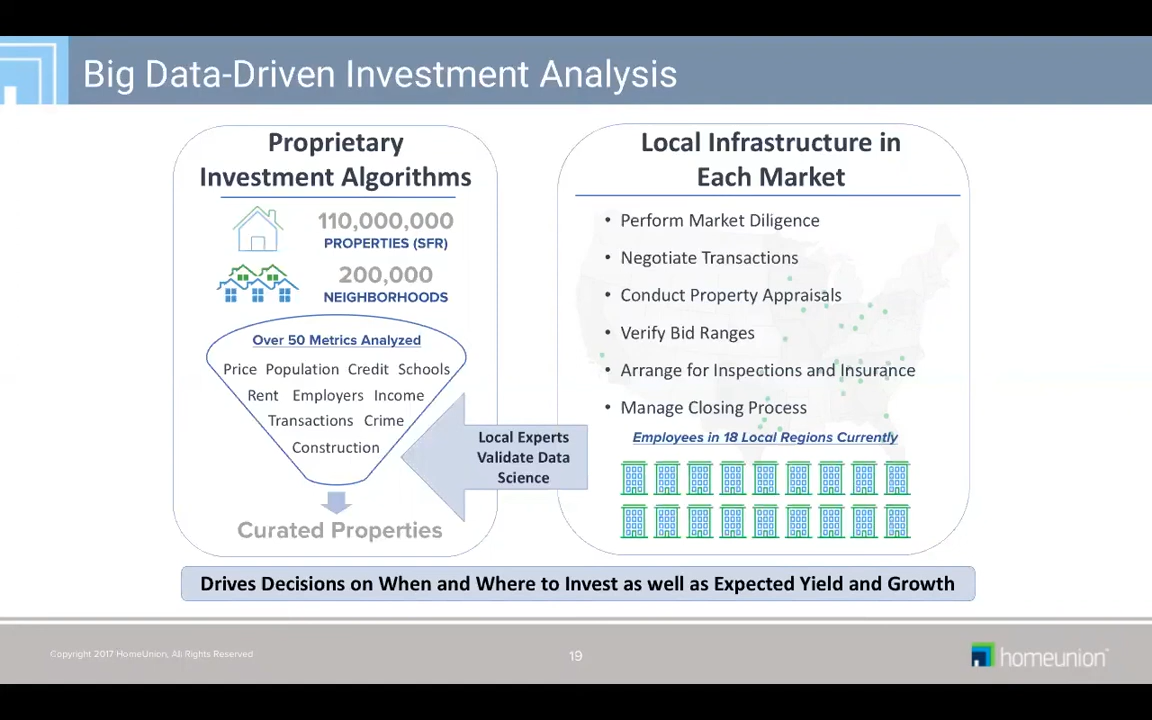 Big Data-Driven Investment Analysis
Proprietary
Investment Algorithms
110,000,000
PROPERTIES (SFR)
200,000
NEIGHBORHOODS
Over 50 Metrics Analyzed
Price Population Credit Schools
Rent Employers Income
Transactions Crime
Construction
Curated Properties
Local Experts
Validate Data
Science
Local Infrastructure in
Each Market
• Perform Market Diligence
• Negotiate Transactions
• Conduct Property Appraisals
• Verify Bid Ranges
• Arrange for Inspections and Insurance
• Manage Closing Process
Employees in 18 Local Regions Currently
Drives Decisions on When and Where to Invest as well as Expected Yield and Growth
Copyright 2017 HomeUnion, All Rights Reserved
19
homeunion